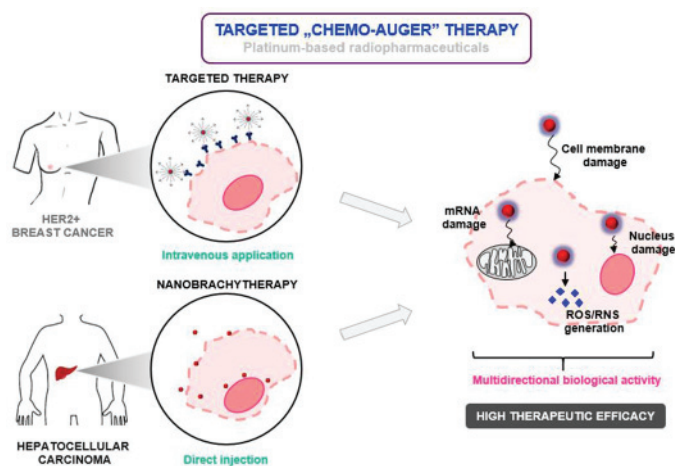 TARGETED „CHEMO-AUGER” THERAPY
Platinum-based radiopharmaceuticals
TARGETED THERAPY
HER2+
BREAST CANCER
Intravenous application
NANOBRACHYTHERAPY
HEPATOCELLULAR
CARCINOMA
Direct injection
Cell membrane
damage
mRNA
damage
Nucleus
damage
ROS/RNS
generation
Multidirectional biological activity
HIGH THERAPEUTIC EFFICACY